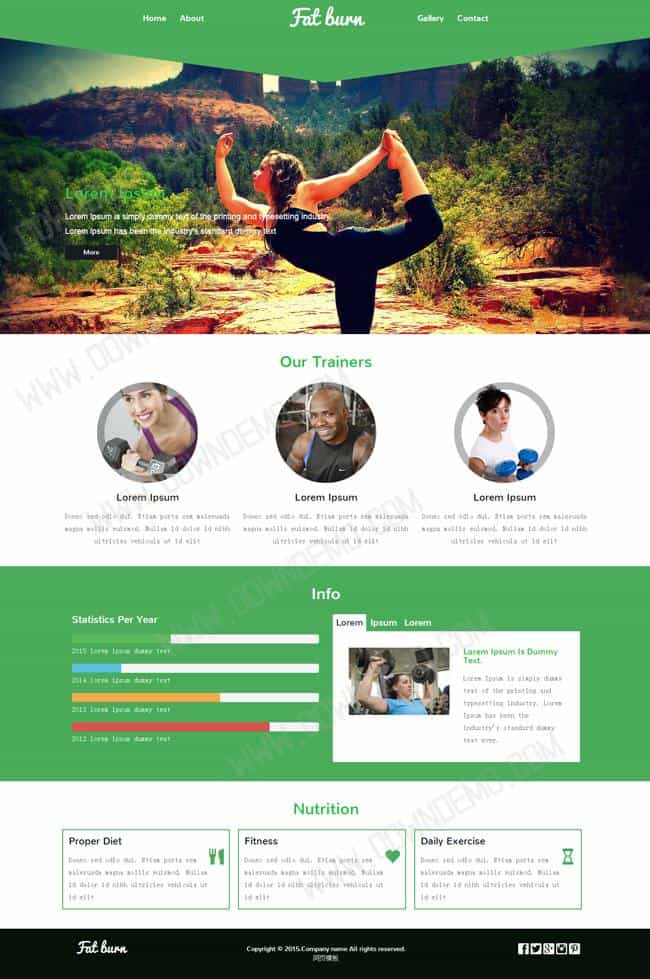 Home About Fat burn Gallery Contact
Lorem Ipsum
Lorem Ipsum is simply dummy text of the printing and typesetting industry.
Lorem Ipsum has been the industry's standard dummy text
More
Our Trainers
Lorem Ipsum
Donec sed odio dui. Etiam porta sem malesuada
magna mollis euismod. Nullam id dolor id nibh
ultricies vehicula ut id elit
Lorem Ipsum
Donec sed odio dui. Etiam porta sem malesuada
magna mollis euismod. Nullam id dolor id nibh
ultricies vehicula ut id elit
Lorem Ipsum
Donec sed odio dui. Etiam porta sem malesuada
magna mollis euismod. Nullam id dolor id nibh
ultricies vehicula ut id elit
Info
Statistics Per Year
2015 Lorem ipsum dummy text
2014 Lorem ipsum dummy text
2013 Lorem ipsum dummy text
2012 Lorem ipsum dummy text
Lorem Ipsum Lorem
Lorem Ipsum Is Dummy
Text.
Lorem Ipsum is simply dummy
text of the printing and
typesetting industry. Lorem
Ipsum has been the
industry's standard dummy
text ever.
Nutrition
Proper Diet
Donec sed odio dui. Etiam porta sem
malesuada magna mollis euismod. Nullam
id dolor id nibh ultricies vehicula ut
id elit
Fitness
Donec sed odio dui. Etiam porta sem
malesuada magna mollis euismod. Nullam
id dolor id nibh ultricies vehicula ut
id elit
Daily Exercise
Donec sed odio dui. Etiam porta sem
malesuada magna mollis euismod. Nullam
id dolor id nibh ultricies vehicula ut
id elit
Fat burn
Copyright © 2015.Company name All rights reserved.
网页模板
WWW.DOWNDEMO.COM
WWW.DOWNDEMO.COM
WWW.DOWNDEMO.COM
WWW.DOWNDEMO.COM